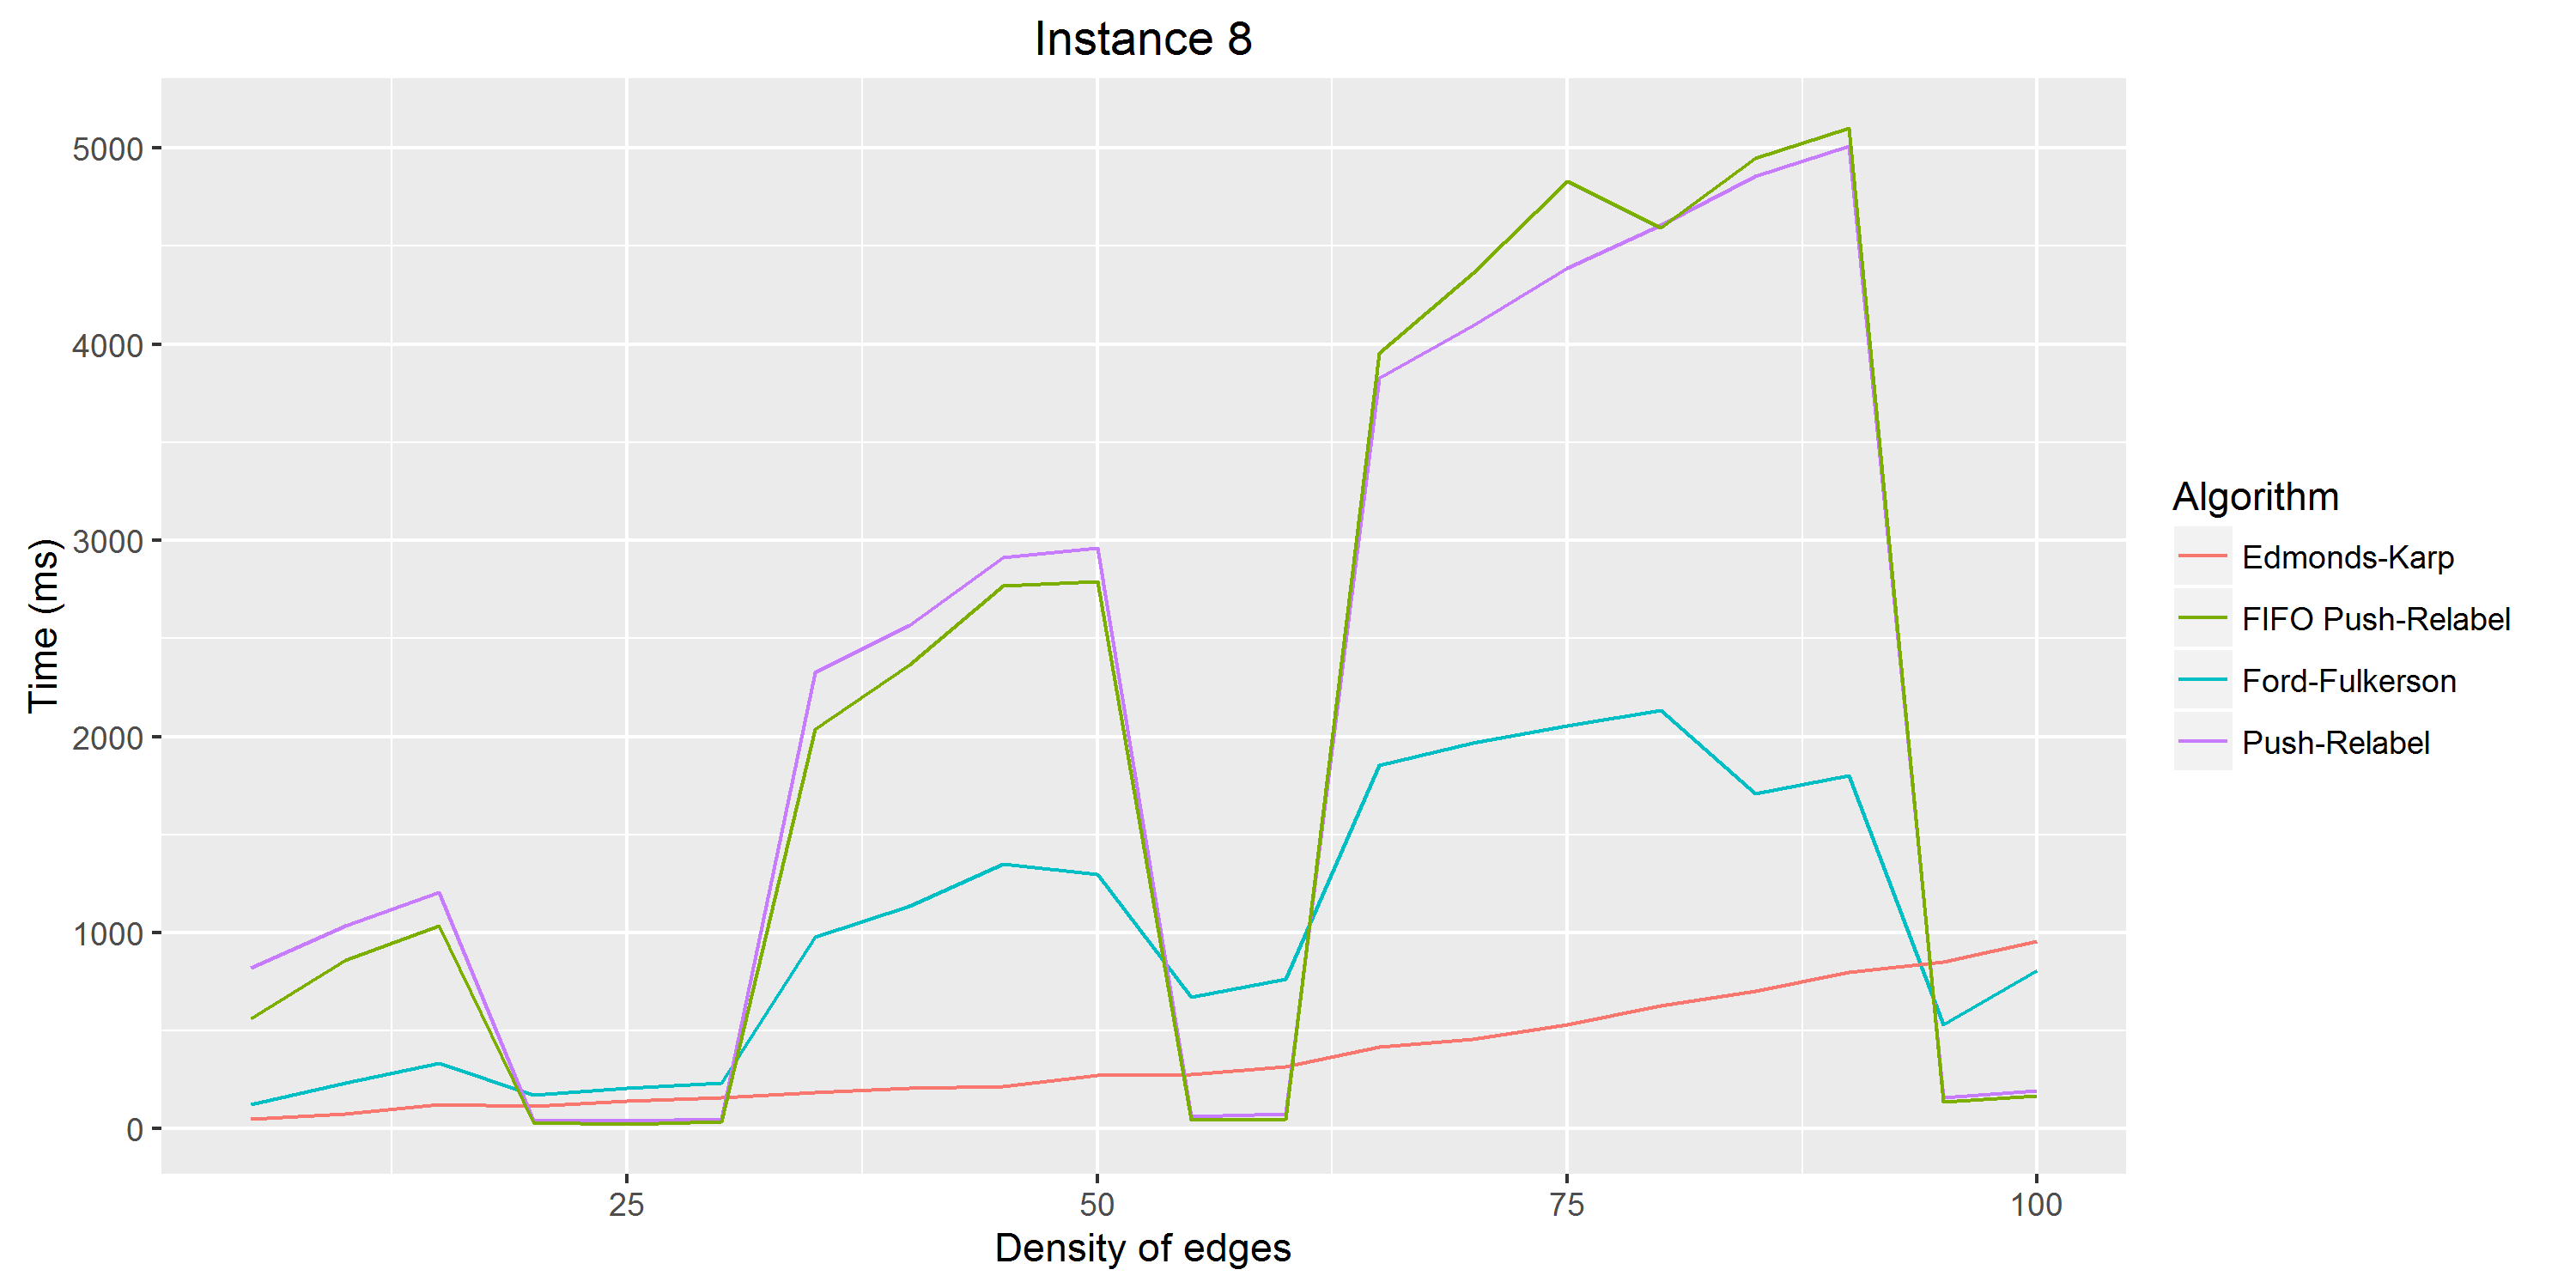 Instance 8
5000
4000
3000
2000
1000
0
Time (ms)
25 50 75 100
Density of edges
Algorithm
Edmonds-Karp
FIFO Push-Relabel
Ford-Fulkerson
Push-Relabel